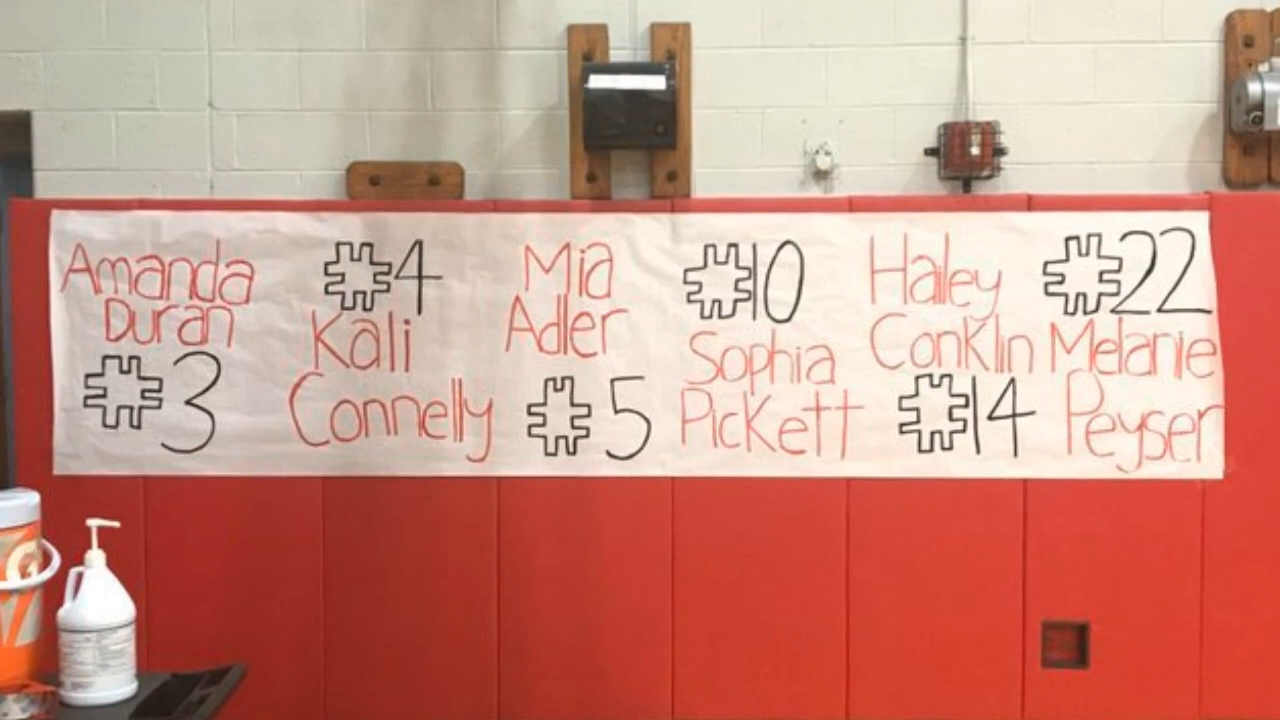 Amanda
Duran
#3
#4
Kali
Connelly
Mia
Adler
#5
#10
Sophia
Pickett
Hailey
Conklin
#14
#22
Melanie
Peyser
G